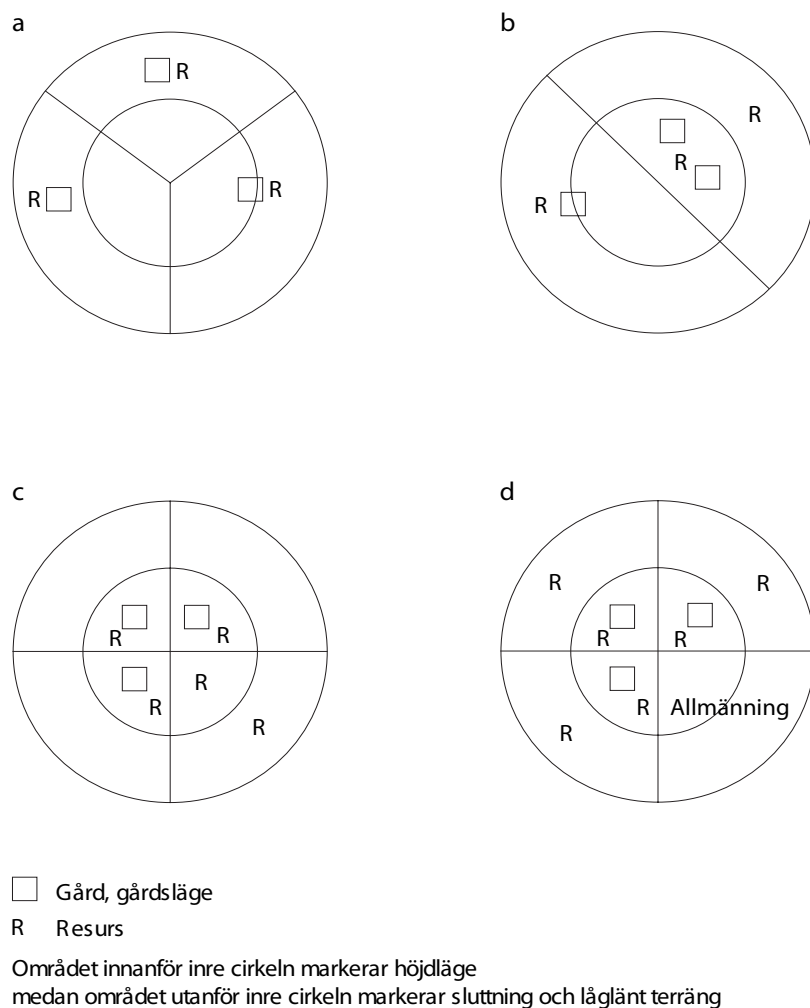 a
b
R
R
R
R
R
R
c
d
R
R
R
R
R
R
R
R
R
R
Allmänning
R
R
Gård, gårdsläge
R Resurs
Området innanför inre cirkeln markerar höjdläge
medan området utanför inre cirkeln markerar sluttning och låglänt terräng